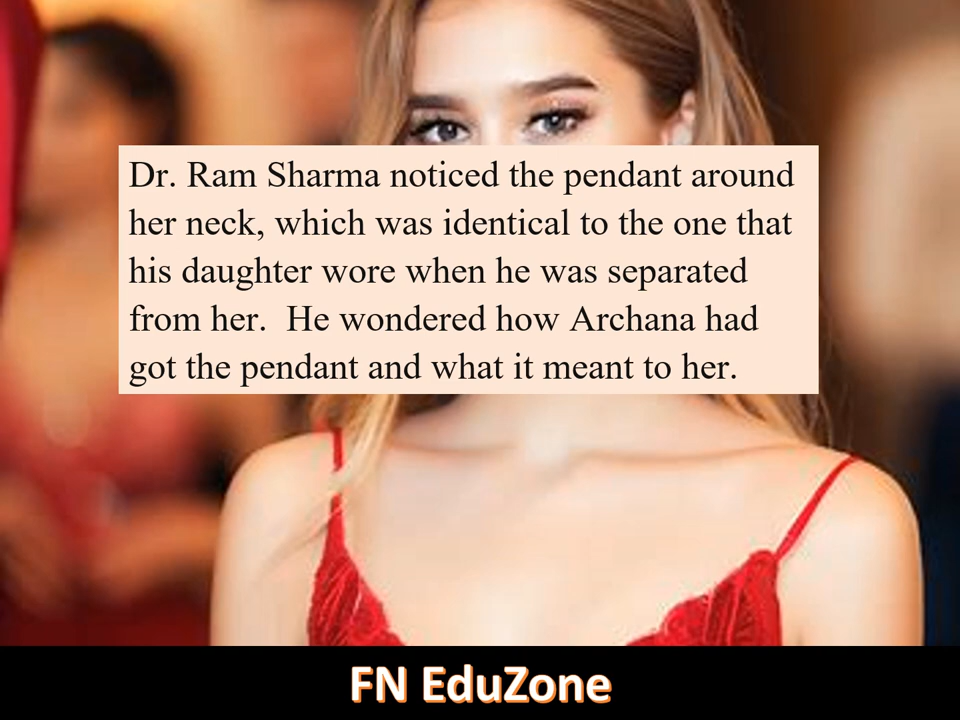 Dr. Ram Sharma noticed the pendant around
her neck, which was identical to the one that
his daughter wore when he was separated
from her.  He wondered how Archana had
got the pendant and what it meant to her.
FN EduZone